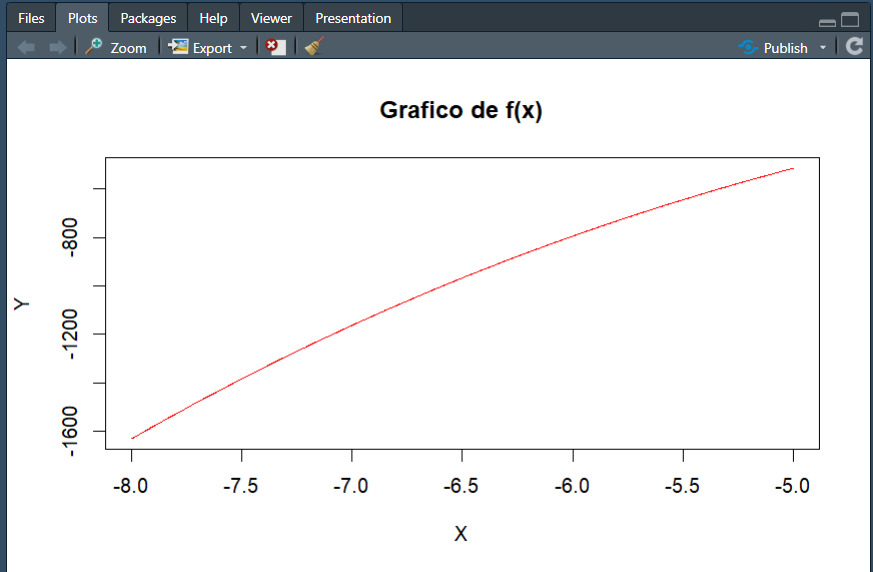 Files Plots Packages Help Viewer Presentation
Zoom Export Publish
Grafico de f(x)
-800
-1200
-1600
Y
-8.0 -7.5 -7.0 -6.5 -6.0 -5.5 -5.0
X